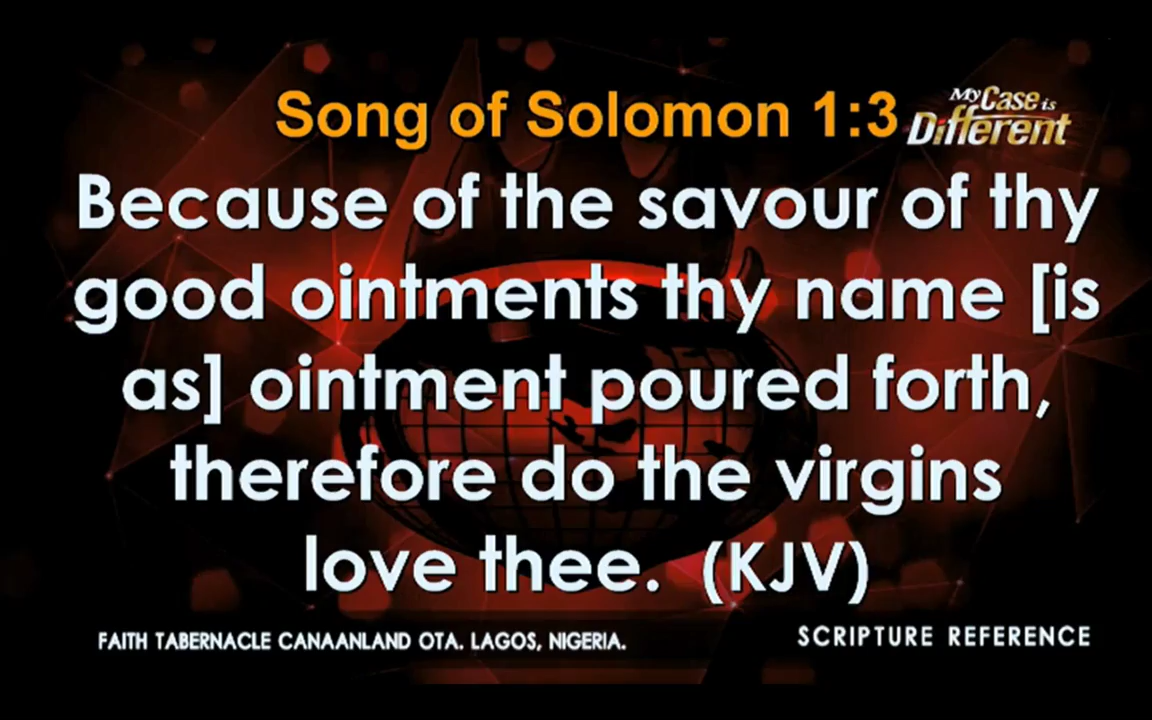 Song of Solomon 1:3
My Case is
Different
Because of the savour of thy
good ointments thy name [is
as] ointment poured forth,
therefore do the virgins
love thee. (KJV)
FAITH TABERNACLE CANAANLAND OTA. LAGOS, NIGERIA.
SCRIPTURE REFERENCE